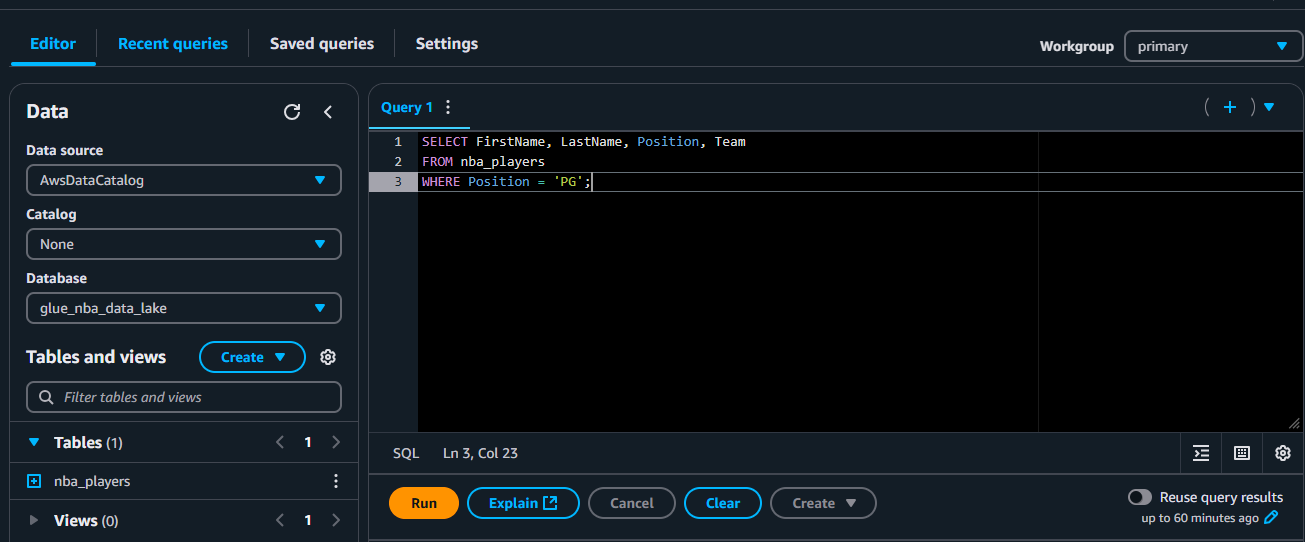 Editor
Recent queries
Saved queries
Settings
Workgroup
primary
Data
Data source
AwsDataCatalog
Catalog
None
Database
glue_nba_data_lake
Tables and views
Create
Filter tables and views
Tables (1)
1
nba_players
Views (0)
1
Query 1
1 SELECT FirstName, LastName, Position, Team
2 FROM nba_players
3 WHERE Position = 'PG';
SQL
Ln 3, Col 23
Run
Explain
Cancel
Clear
Create
Reuse query results
up to 60 minutes ago